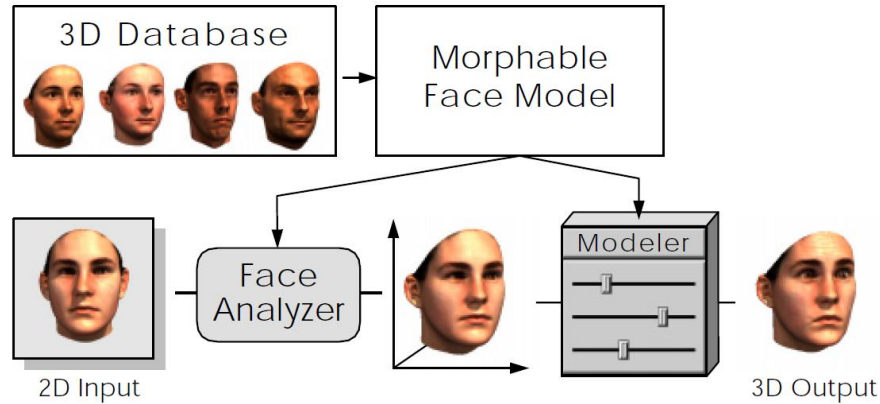 3D Database
Morphable
Face Model
Modeler
Face
Analyzer
2D Input
3D Output